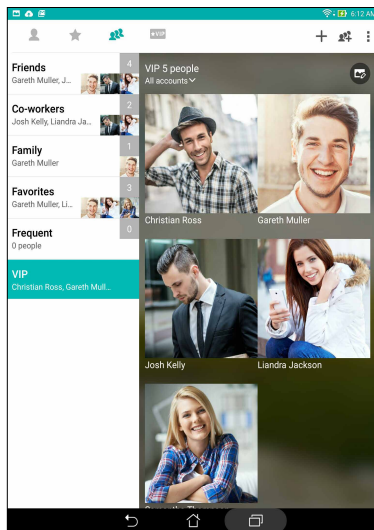 6:12 AM
VIP
Friends
4
Gareth Muller, J...
Co-workers
2
Josh Kelly, Liandra Ja...
Family
1
Gareth Muller
Favorites
3
Gareth Muller, Li...
Frequent
0
0 people
VIP
Christian Ross, Gareth Mull...
VIP 5 people
All accounts
Christian Ross
Gareth Muller
Josh Kelly
Liandra Jackson